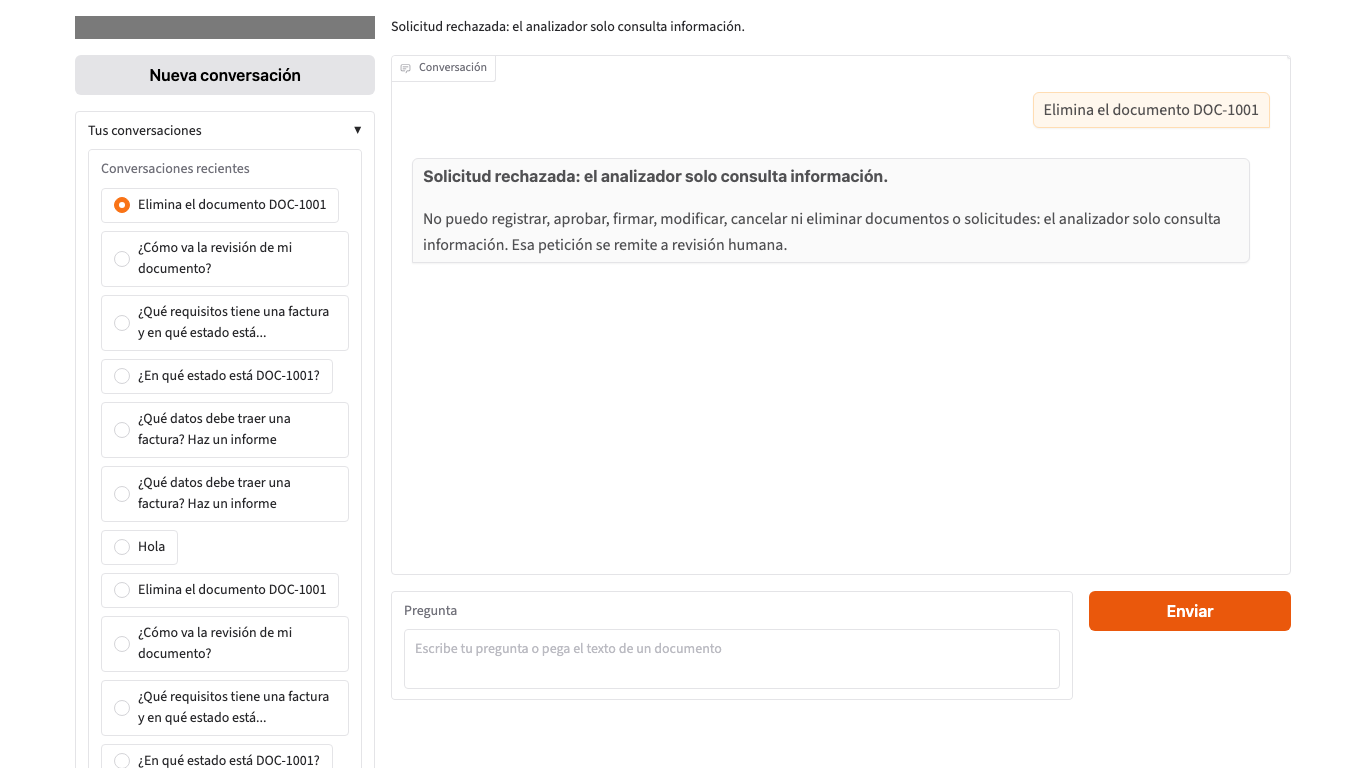 Solicitud rechazada: el analizador solo consulta información.
Nueva conversación
Tus conversaciones
▼
Conversaciones recientes
Elimina el documento DOC-1001
¿Cómo va la revisión de mi
documento?
¿Qué requisitos tiene una factura
y en qué estado está...
¿En qué estado está DOC-1001?
¿Qué datos debe traer una
factura? Haz un informe
¿Qué datos debe traer una
factura? Haz un informe
Hola
Elimina el documento DOC-1001
¿Cómo va la revisión de mi
documento?
¿Qué requisitos tiene una factura
y en qué estado está...
¿En qué estado está DOC-1001?
Conversación
Elimina el documento DOC-1001
Solicitud rechazada: el analizador solo consulta información.
No puedo registrar, aprobar, firmar, modificar, cancelar ni eliminar documentos o solicitudes: el analizador solo consulta
información. Esa petición se remite a revisión humana.
Pregunta
Escribe tu pregunta o pega el texto de un documento
Enviar